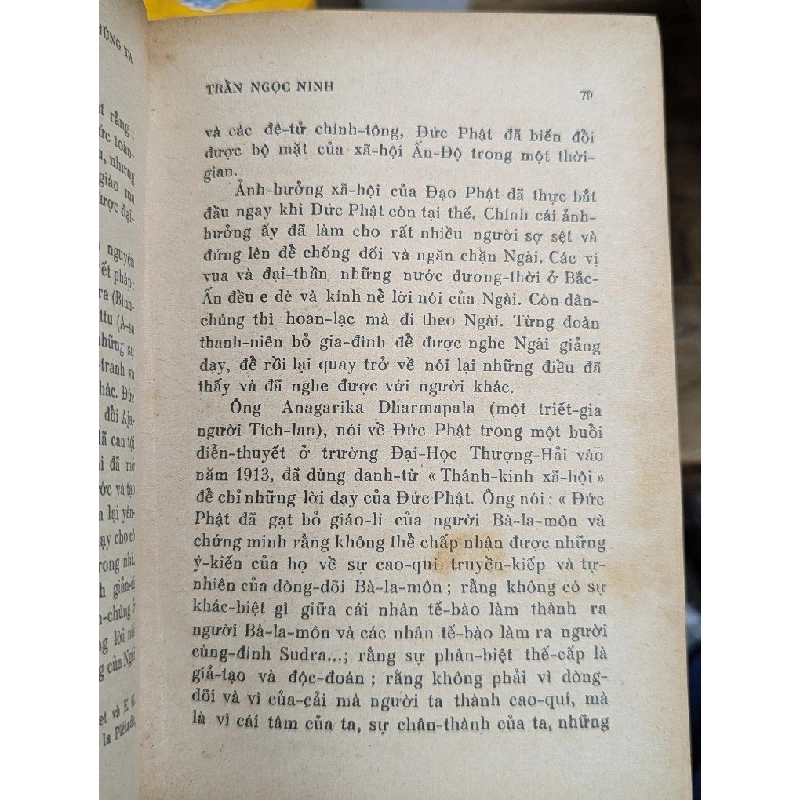 HÚNG TA
TRẦN NGỌC NINH
79
và các đệ-tử chính-tông, Đức Phật đã biến đổi
được bộ mặt của xã-hội Ấn-Độ trong một thời-
gian.
Ảnh-hưởng xã-hội của Đạo Phật đã thực bắt
đầu ngay khi Đức Phật còn tại thế. Chính cái ảnh-
hưởng ấy đã làm cho rất nhiều người sợ sệt và
đứng lên để chống đối và ngăn chặn Ngài. Các vị
vua và đại-thần những nước đương-thời ở Bắc-
Ấn đều e dè và kính nể lời nói của Ngài. Còn dân-
chúng thì hoan-lạc mà đi theo Ngài. Từng đoàn
thanh-niên bỏ gia-đình để được nghe Ngài giảng
dạy, để rồi lại quay trở về nói lại những điều đã
thấy và đã nghe được với người khác.
Ông Anagarika Dharmapala (một triết-gia
người Tích-lan), nói về Đức Phật trong một buổi
diễn-thuyết ở trường Đại-Học Thượng-Hải vào
năm 1913, đã dùng danh-từ « Thánh-kinh xã-hội »
để chỉ những lời dạy của Đức Phật. Ông nói : « Đức
Phật đã gạt bỏ giáo-lí của người Bà-la-môn và
chứng minh rằng không thể chấp nhận được những
ý-kiến của họ về sự cao-quí truyền-kiếp và tự-
nhiên của dòng-dõi Bà-la-môn ; rằng không có sự
khác-biệt gì giữa cái nhân tế-bào làm thành ra
người Bà-la-môn và các nhân tế-bào làm ra người
cùng-đinh Sudra...; rằng sự phân-biệt thế-cấp là
giả-tạo và độc-đoán ; rằng không phải vì dòng-
dõi và vì của-cải mà người ta thành cao-quí, mà
là vì cái tâm của ta, sự chân-thành của ta, những